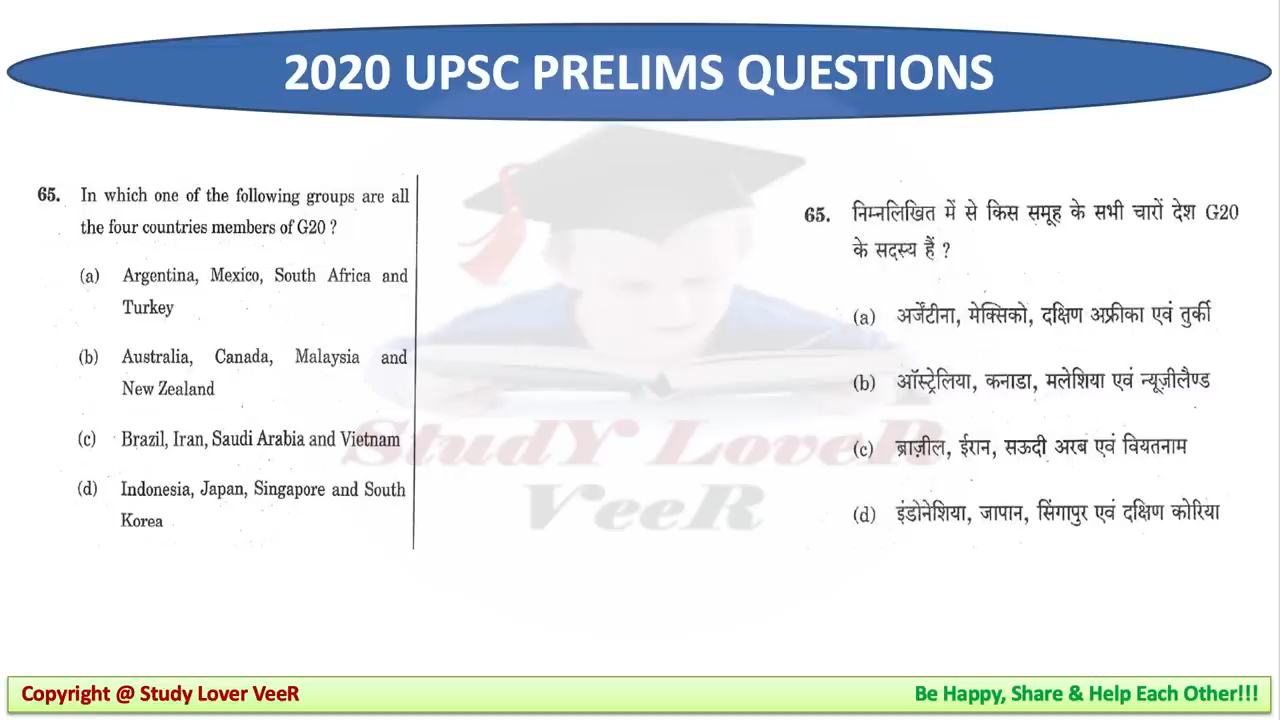 2020 UPSC PRELIMS QUESTIONS
65. In which one of the following groups are all
the four countries members of G20 ?
(a) Argentina, Mexico, South Africa and
Turkey
(b) Australia, Canada, Malaysia and
New Zealand
(c) Brazil, Iran, Saudi Arabia and Vietnam
(d) Indonesia, Japan, Singapore and South
Korea
65. निम्नलिखित में से किस समूह के सभी चारों देश G20
के सदस्य हैं ?
(a) अर्जेंटीना, मेक्सिको, दक्षिण अफ्रीका एवं तुर्की
(b) ऑस्ट्रेलिया, कनाडा, मलेशिया एवं न्यूज़ीलैण्ड
(c) ब्राज़ील, ईरान, सऊदी अरब एवं वियतनाम
(d) इंडोनेशिया, जापान, सिंगापुर एवं दक्षिण कोरिया
StudY LoveR
VeeR
Copyright @ Study Lover VeeR
Be Happy, Share & Help Each Other!!!